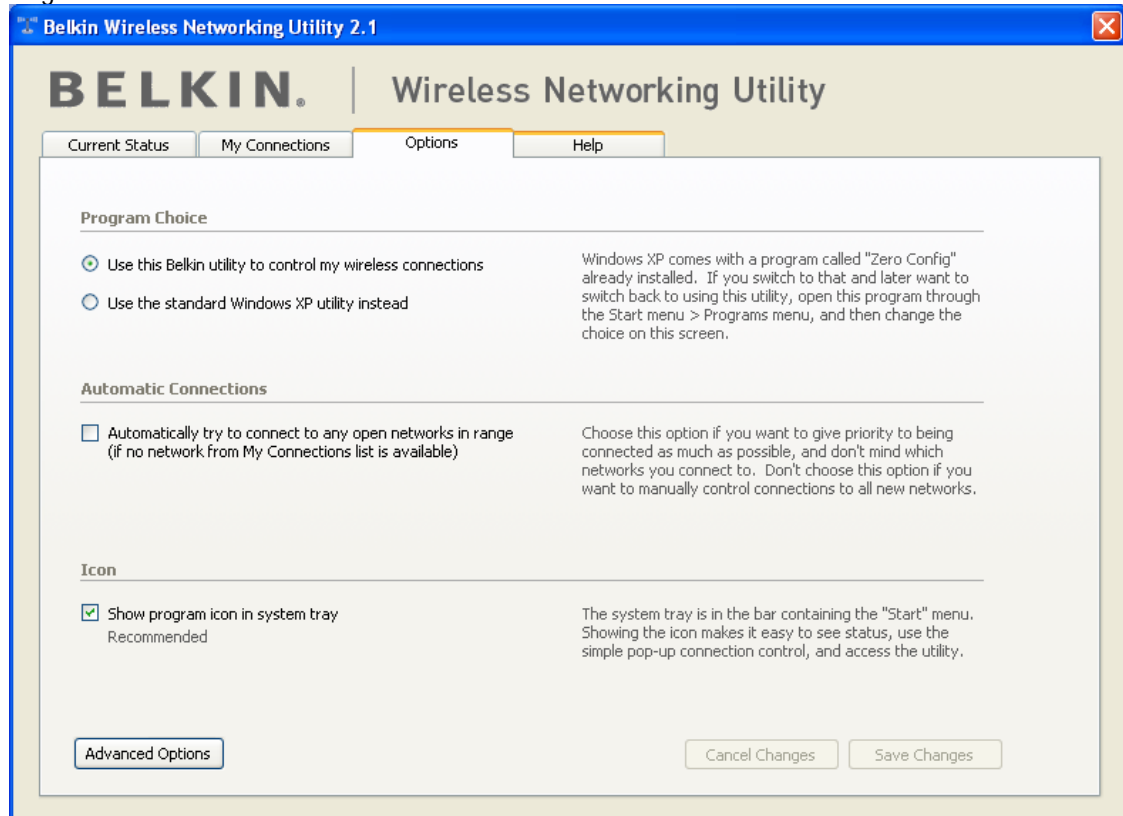 Belkin Wireless Networking Utility 2.1
BELKIN. Wireless Networking Utility
Current Status My Connections Options Help
Program Choice
Use this Belkin utility to control my wireless connections
Use the standard Windows XP utility instead
Windows XP comes with a program called "Zero Config"
already installed. If you switch to that and later want to
switch back to using this utility, open this program through
the Start menu > Programs menu, and then change the
choice on this screen.
Automatic Connections
Automatically try to connect to any open networks in range
(if no network from My Connections list is available)
Choose this option if you want to give priority to being
connected as much as possible, and don't mind which
networks you connect to. Don't choose this option if you
want to manually control connections to all new networks.
Icon
Show program icon in system tray
Recommended
The system tray is in the bar containing the "Start" menu.
Showing the icon makes it easy to see status, use the
simple pop-up connection control, and access the utility.
Advanced Options Cancel Changes Save Changes